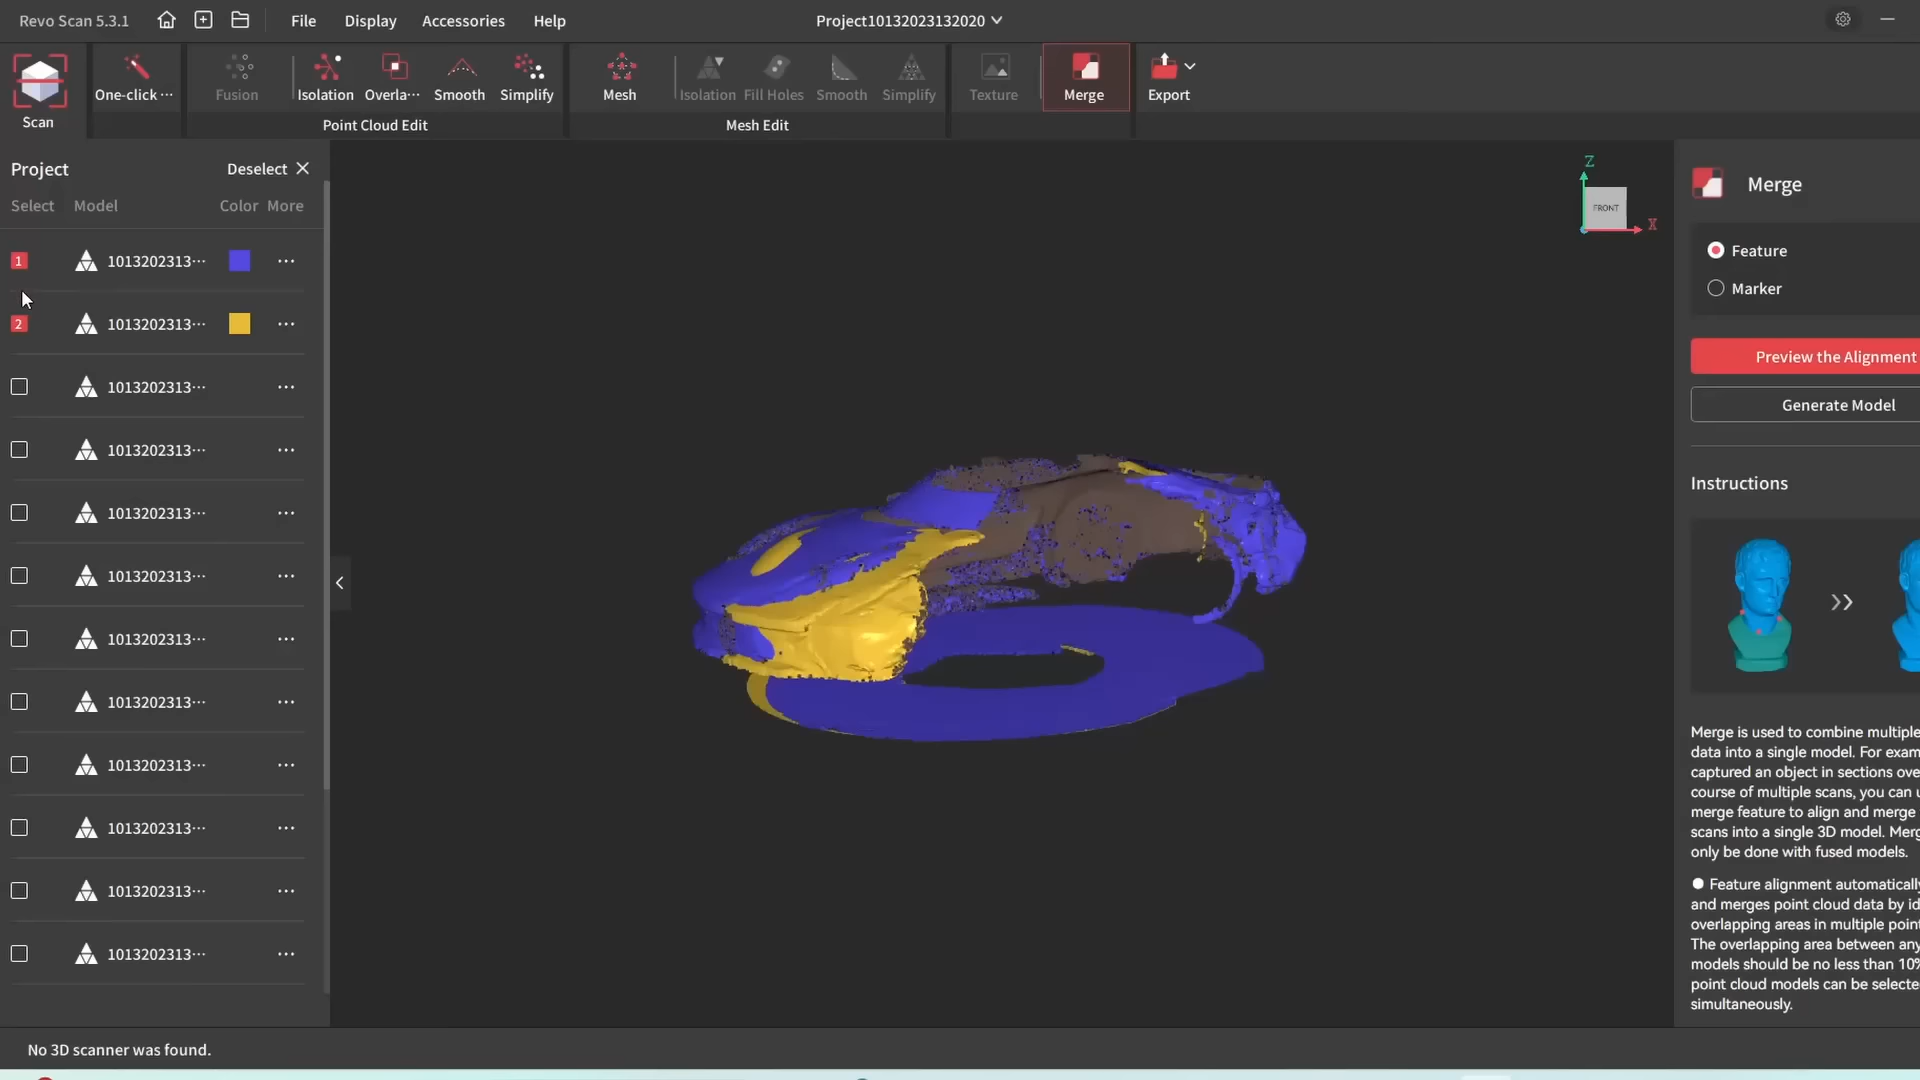 Revo Scan 5.3.1
File
Display
Accessories
Help
Project10132023132020
Scan
One-click ···
Fusion
Isolation
Overla···
Smooth
Simplify
Point Cloud Edit
Mesh
Isolation
Fill Holes
Smooth
Simplify
Mesh Edit
Texture
Merge
Export
Project
Deselect
Select
Model
Color
More
1 1013202313···
2 1013202313···
1013202313···
1013202313···
1013202313···
1013202313···
1013202313···
1013202313···
1013202313···
1013202313···
1013202313···
1013202313···
Z
FRONT
X
Merge
Feature
Marker
Preview the Alignment
Generate Model
Instructions
Merge is used to combine multiple
data into a single model. For exam
captured an object in sections ove
course of multiple scans, you can u
merge feature to align and merge
scans into a single 3D model. Merg
only be done with fused models.
● Feature alignment automatically
and merges point cloud data by id
overlapping areas in multiple point
The overlapping area between any
models should be no less than 10%
point cloud models can be selecte
simultaneously.
No 3D scanner was found.